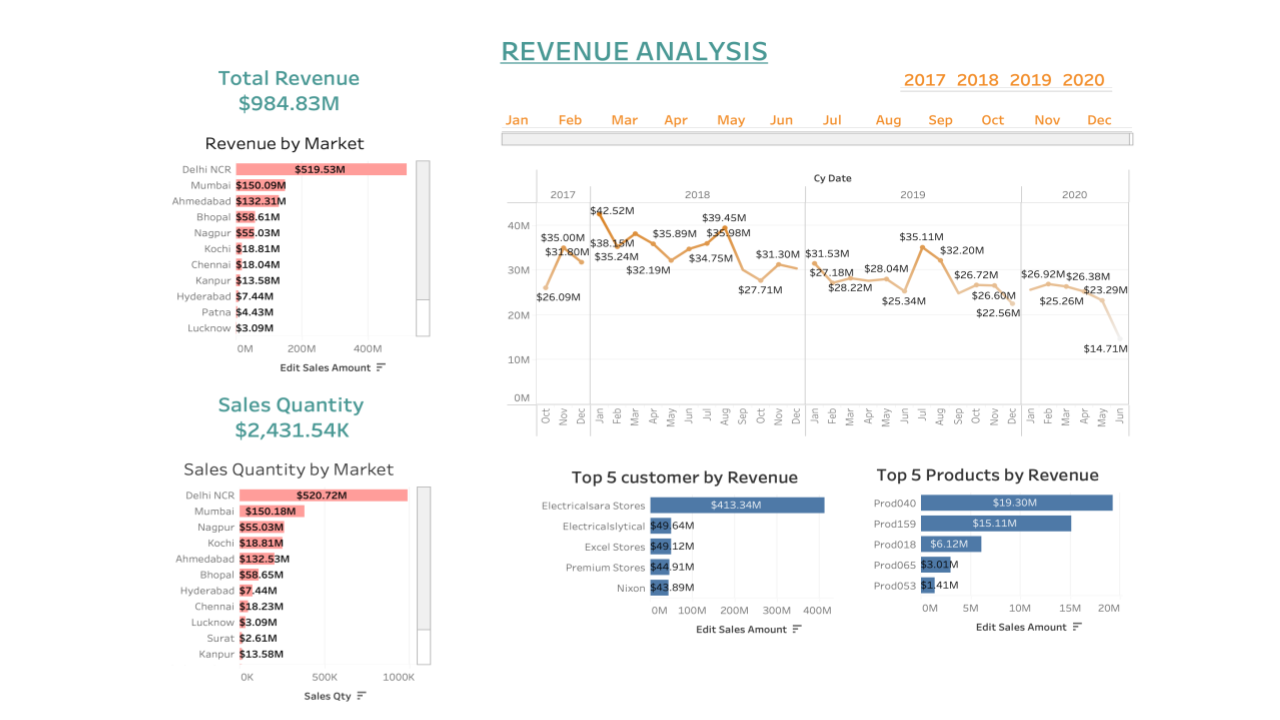 REVENUE ANALYSIS
Total Revenue
$984.83M
2017 2018 2019 2020
Jan Feb Mar Apr May Jun Jul Aug Sep Oct Nov Dec
Revenue by Market
Delhi NCR $519.53M
Mumbai $150.09M
Ahmedabad $132.31M
Bhopal $58.61M
Nagpur $55.03M
Kochi $18.81M
Chennai $18.04M
Kanpur $13.58M
Hyderabad $7.44M
Patna $4.43M
Lucknow $3.09M
0M 200M 400M
Edit Sales Amount
Cy Date
2017 2018 2019 2020
40M
30M
20M
10M
0M
$26.09M
$35.00M
$31.80M
$42.52M
$35.24M
$38.15M
$35.89M
$32.19M
$34.75M
$35.98M
$39.45M
$27.71M
$31.30M
$31.53M
$27.18M
$28.22M
$28.04M
$25.34M
$35.11M
$32.20M
$26.72M
$26.60M
$22.56M
$26.92M
$26.38M
$25.26M
$23.29M
$14.71M
Oct Nov Dec Jan Feb Mar Apr May Jun Jul Aug Sep Oct Nov Dec Jan Feb Mar Apr May Jun Jul Aug Sep Oct Nov Dec Jan Feb Mar Apr May Jun
Sales Quantity
$2,431.54K
Sales Quantity by Market
Delhi NCR $520.72M
Mumbai $150.18M
Nagpur $55.03M
Kochi $18.81M
Ahmedabad $132.53M
Bhopal $58.65M
Hyderabad $7.44M
Chennai $18.23M
Lucknow $3.09M
Surat $2.61M
Kanpur $13.58M
0K 500K 1000K
Sales Qty
Top 5 customer by Revenue
Electricalsara Stores $413.34M
Electricalslytical $49.64M
Excel Stores $49.12M
Premium Stores $44.91M
Nixon $43.89M
0M 100M 200M 300M 400M
Edit Sales Amount
Top 5 Products by Revenue
Prod040 $19.30M
Prod159 $15.11M
Prod018 $6.12M
Prod065 $3.01M
Prod053 $1.41M
0M 5M 10M 15M 20M
Edit Sales Amount